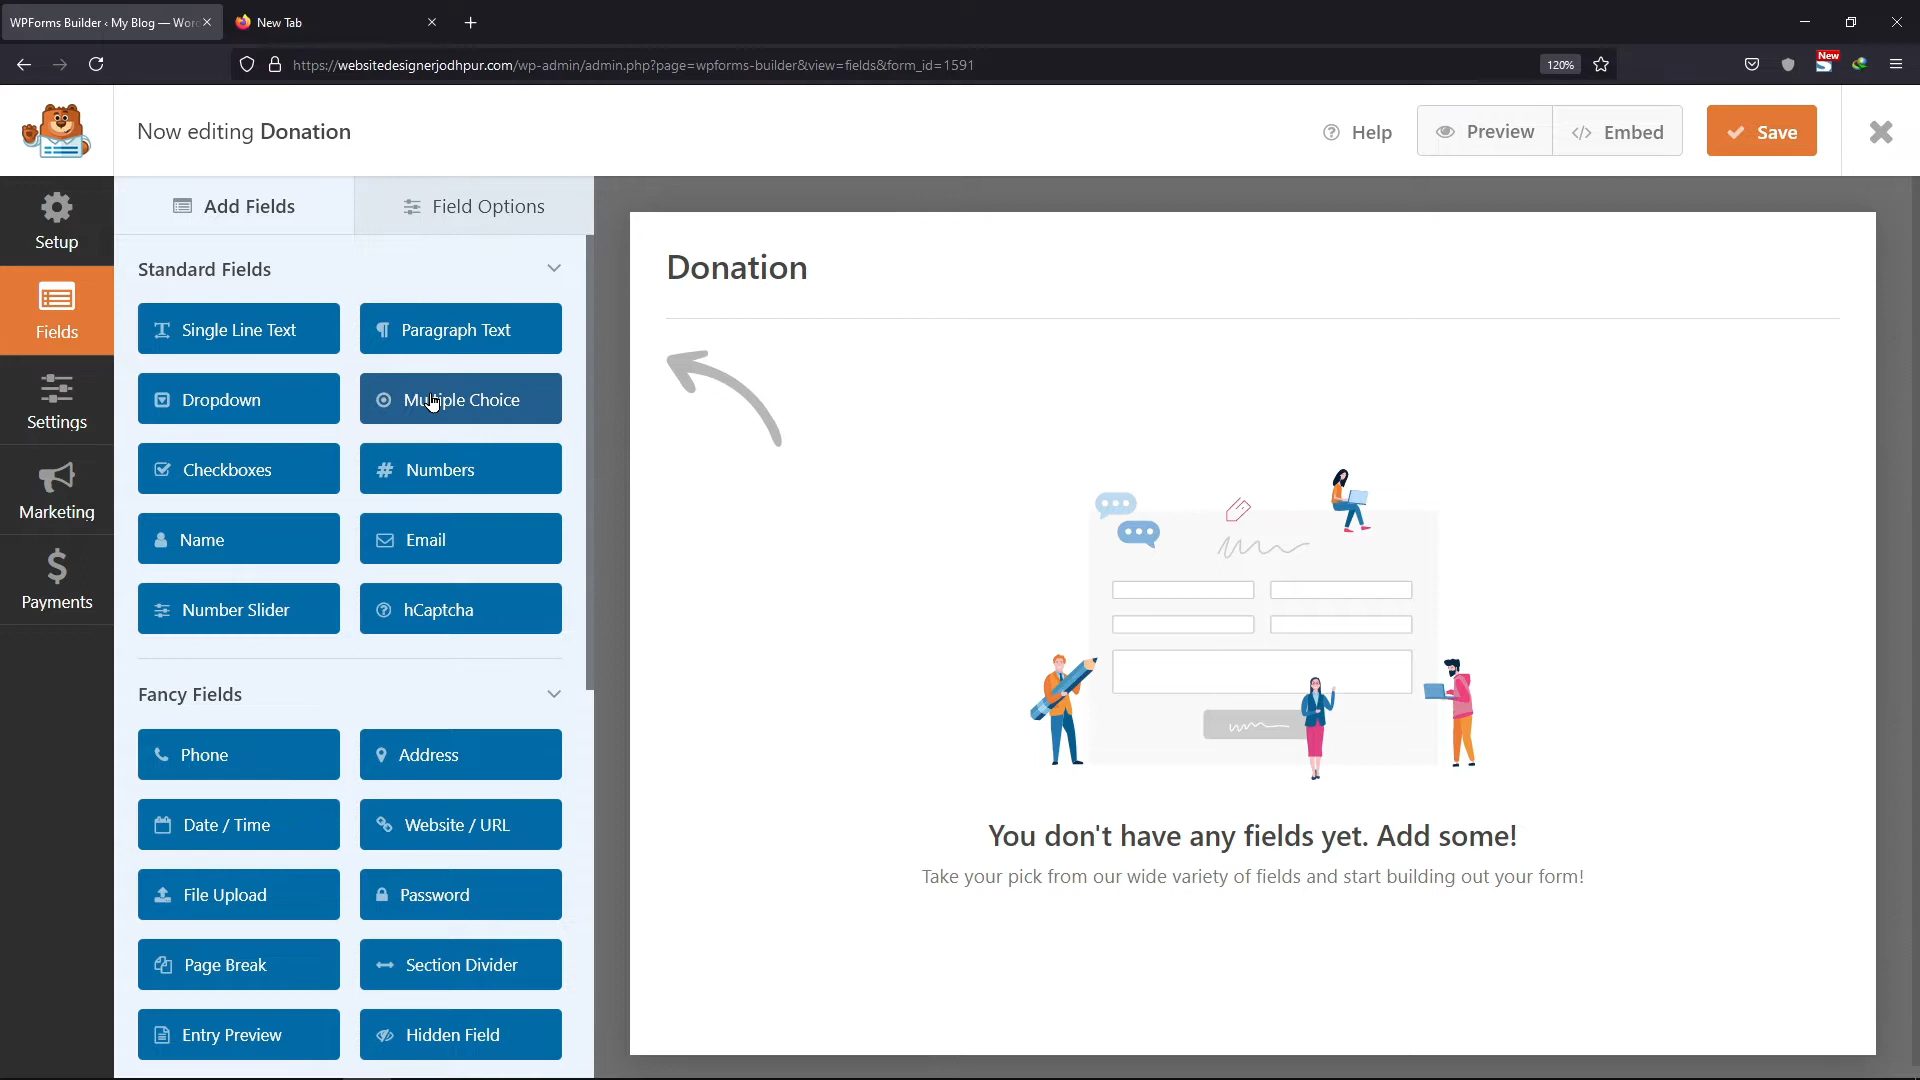 WPForms Builder ‹ My Blog — Wor
New Tab
https://websitedesignerjodhpur.com/wp-admin/admin.php?page=wpforms-builder&view=fields&form_id=1591
120%
New
Now editing Donation
Help
Preview
Embed
Save
Setup
Fields
Settings
Marketing
Payments
Add Fields
Field Options
Standard Fields
Single Line Text
Paragraph Text
Dropdown
Multiple Choice
Checkboxes
Numbers
Name
Email
Number Slider
hCaptcha
Fancy Fields
Phone
Address
Date / Time
Website / URL
File Upload
Password
Page Break
Section Divider
Entry Preview
Hidden Field
Donation
You don't have any fields yet. Add some!
Take your pick from our wide variety of fields and start building out your form!